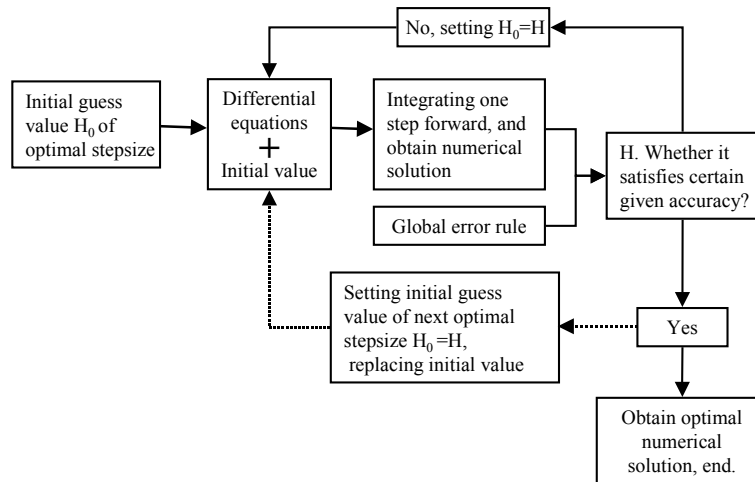 No, setting H₀=H
Initial guess
value H₀ of
optimal stepsize
Differential
equations
+
Initial value
Integrating one
step forward, and
obtain numerical
solution
Global error rule
H. Whether it
satisfies certain
given accuracy?
Setting initial guess
value of next optimal
stepsize H₀ =H,
replacing initial value
Yes
Obtain optimal
numerical
solution, end.